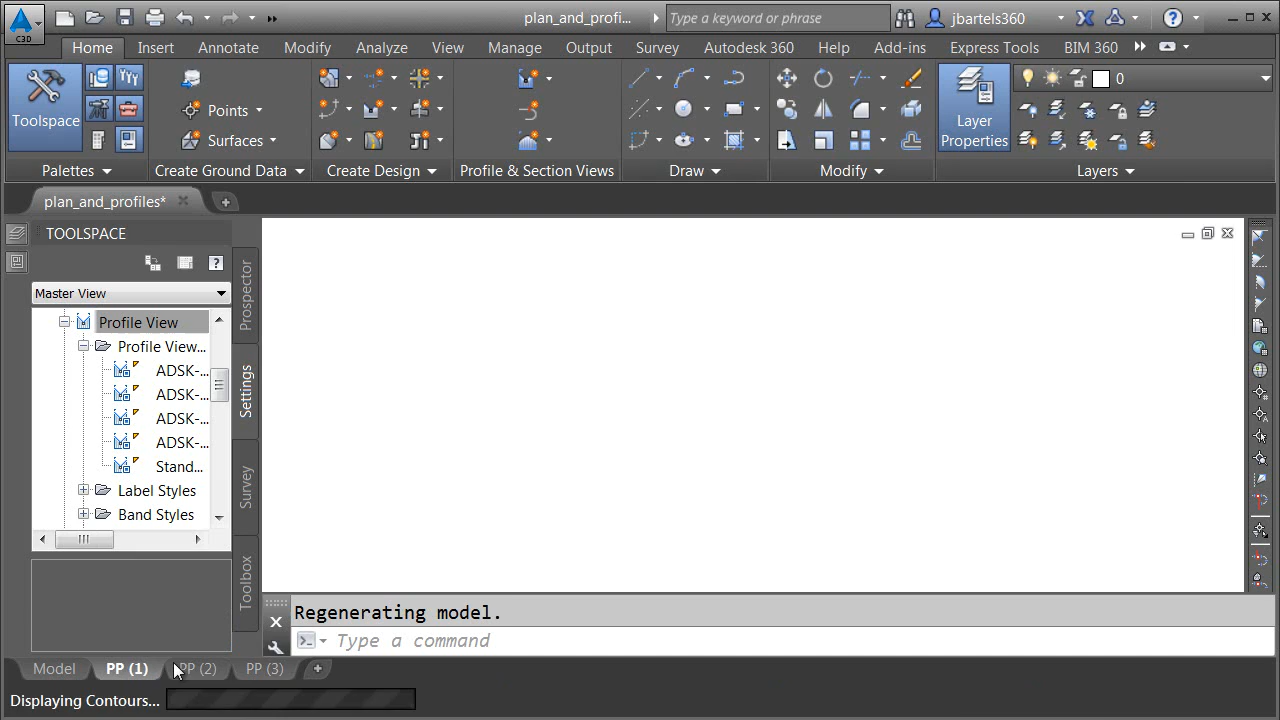 plan_and_profi...
Type a keyword or phrase
jbartels360
C3D
Home Insert Annotate Modify Analyze View Manage Output Survey Autodesk 360 Help Add-ins Express Tools BIM 360
Toolspace
Points
Surfaces
Layer
Properties
0
Palettes
Create Ground Data
Create Design
Profile & Section Views
Draw
Modify
Layers
plan_and_profiles*
TOOLSPACE
Master View
Profile View
Profile View...
ADSK-...
ADSK-...
ADSK-...
ADSK-...
Stand...
Label Styles
Band Styles
Prospector
Settings
Survey
Toolbox
Regenerating model.
Type a command
Model PP (1) PP (2) PP (3)
Displaying Contours...